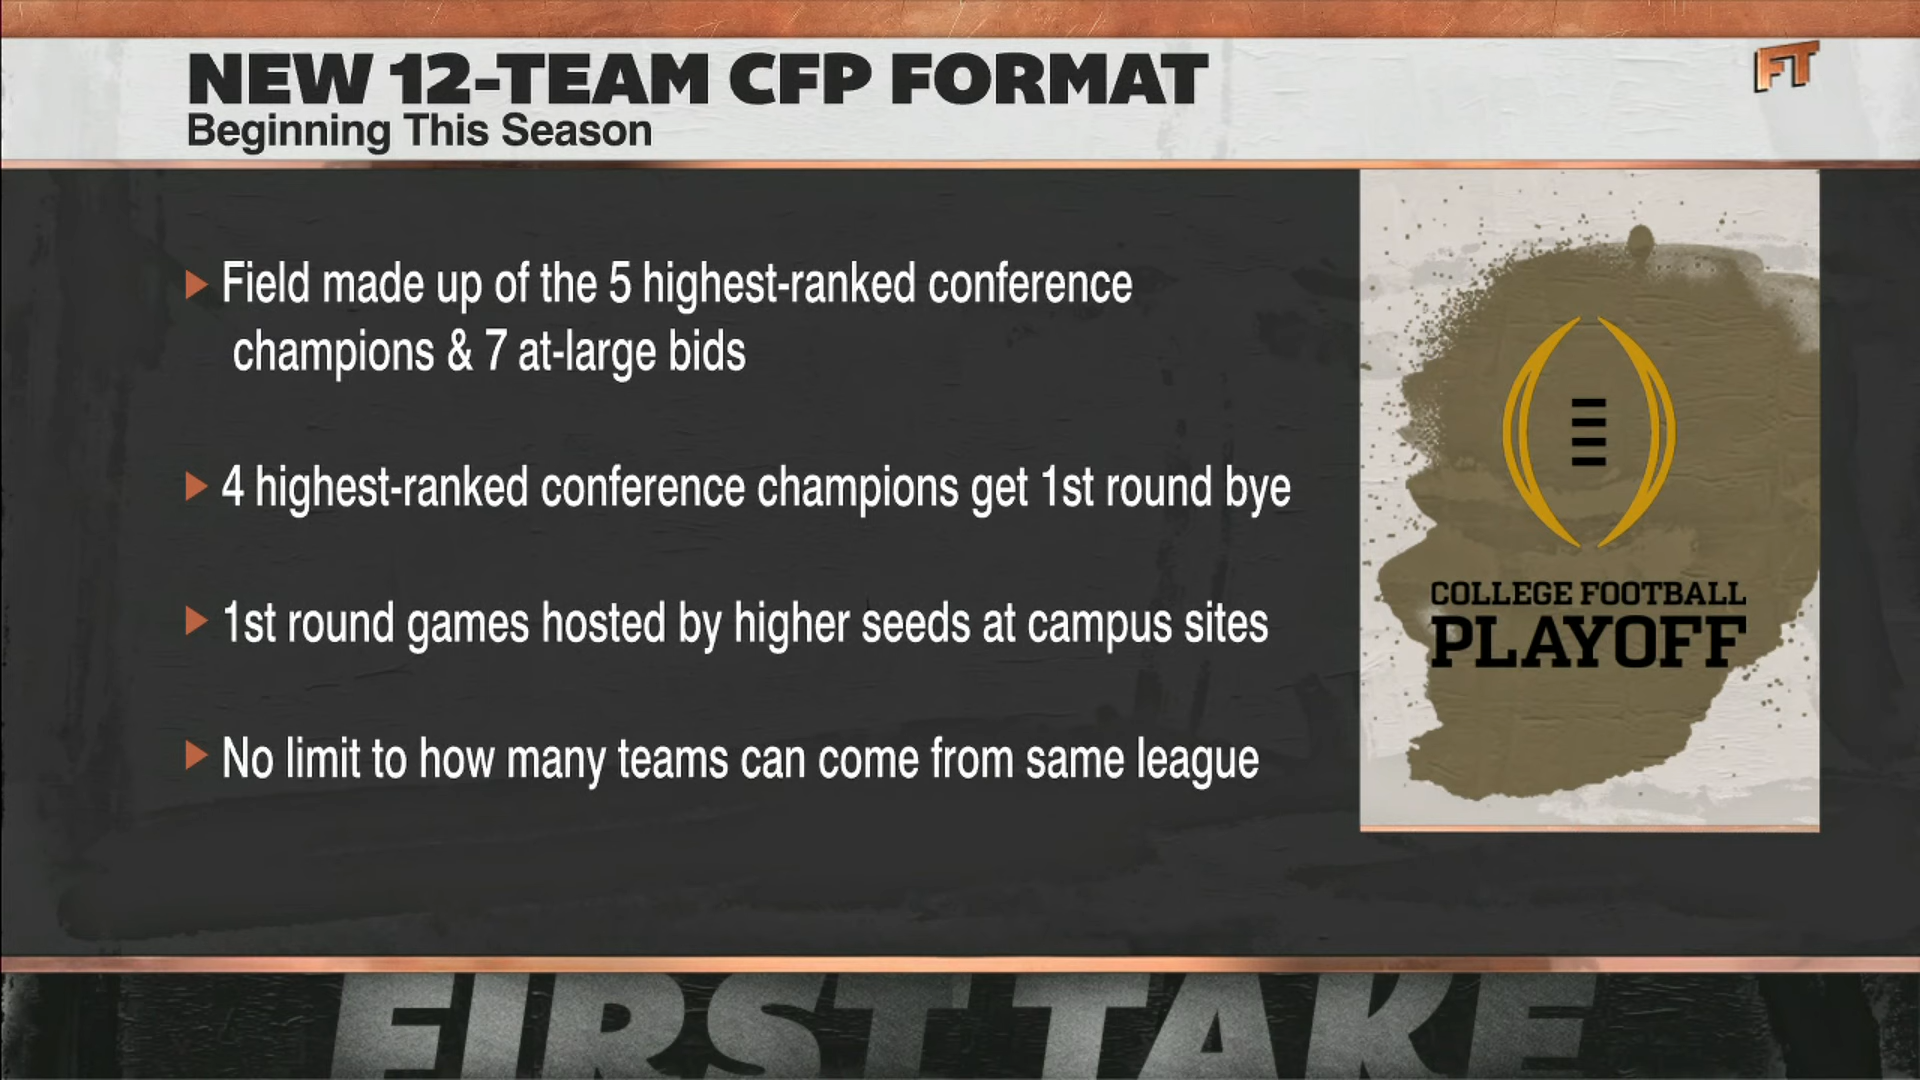 NEW 12-TEAM CFP FORMAT
FT
Beginning This Season
Field made up of the 5 highest-ranked conference
champions & 7 at-large bids
4 highest-ranked conference champions get 1st round bye
1st round games hosted by higher seeds at campus sites
No limit to how many teams can come from same league
COLLEGE FOOTBALL
PLAYOFF
FIRST TAKE